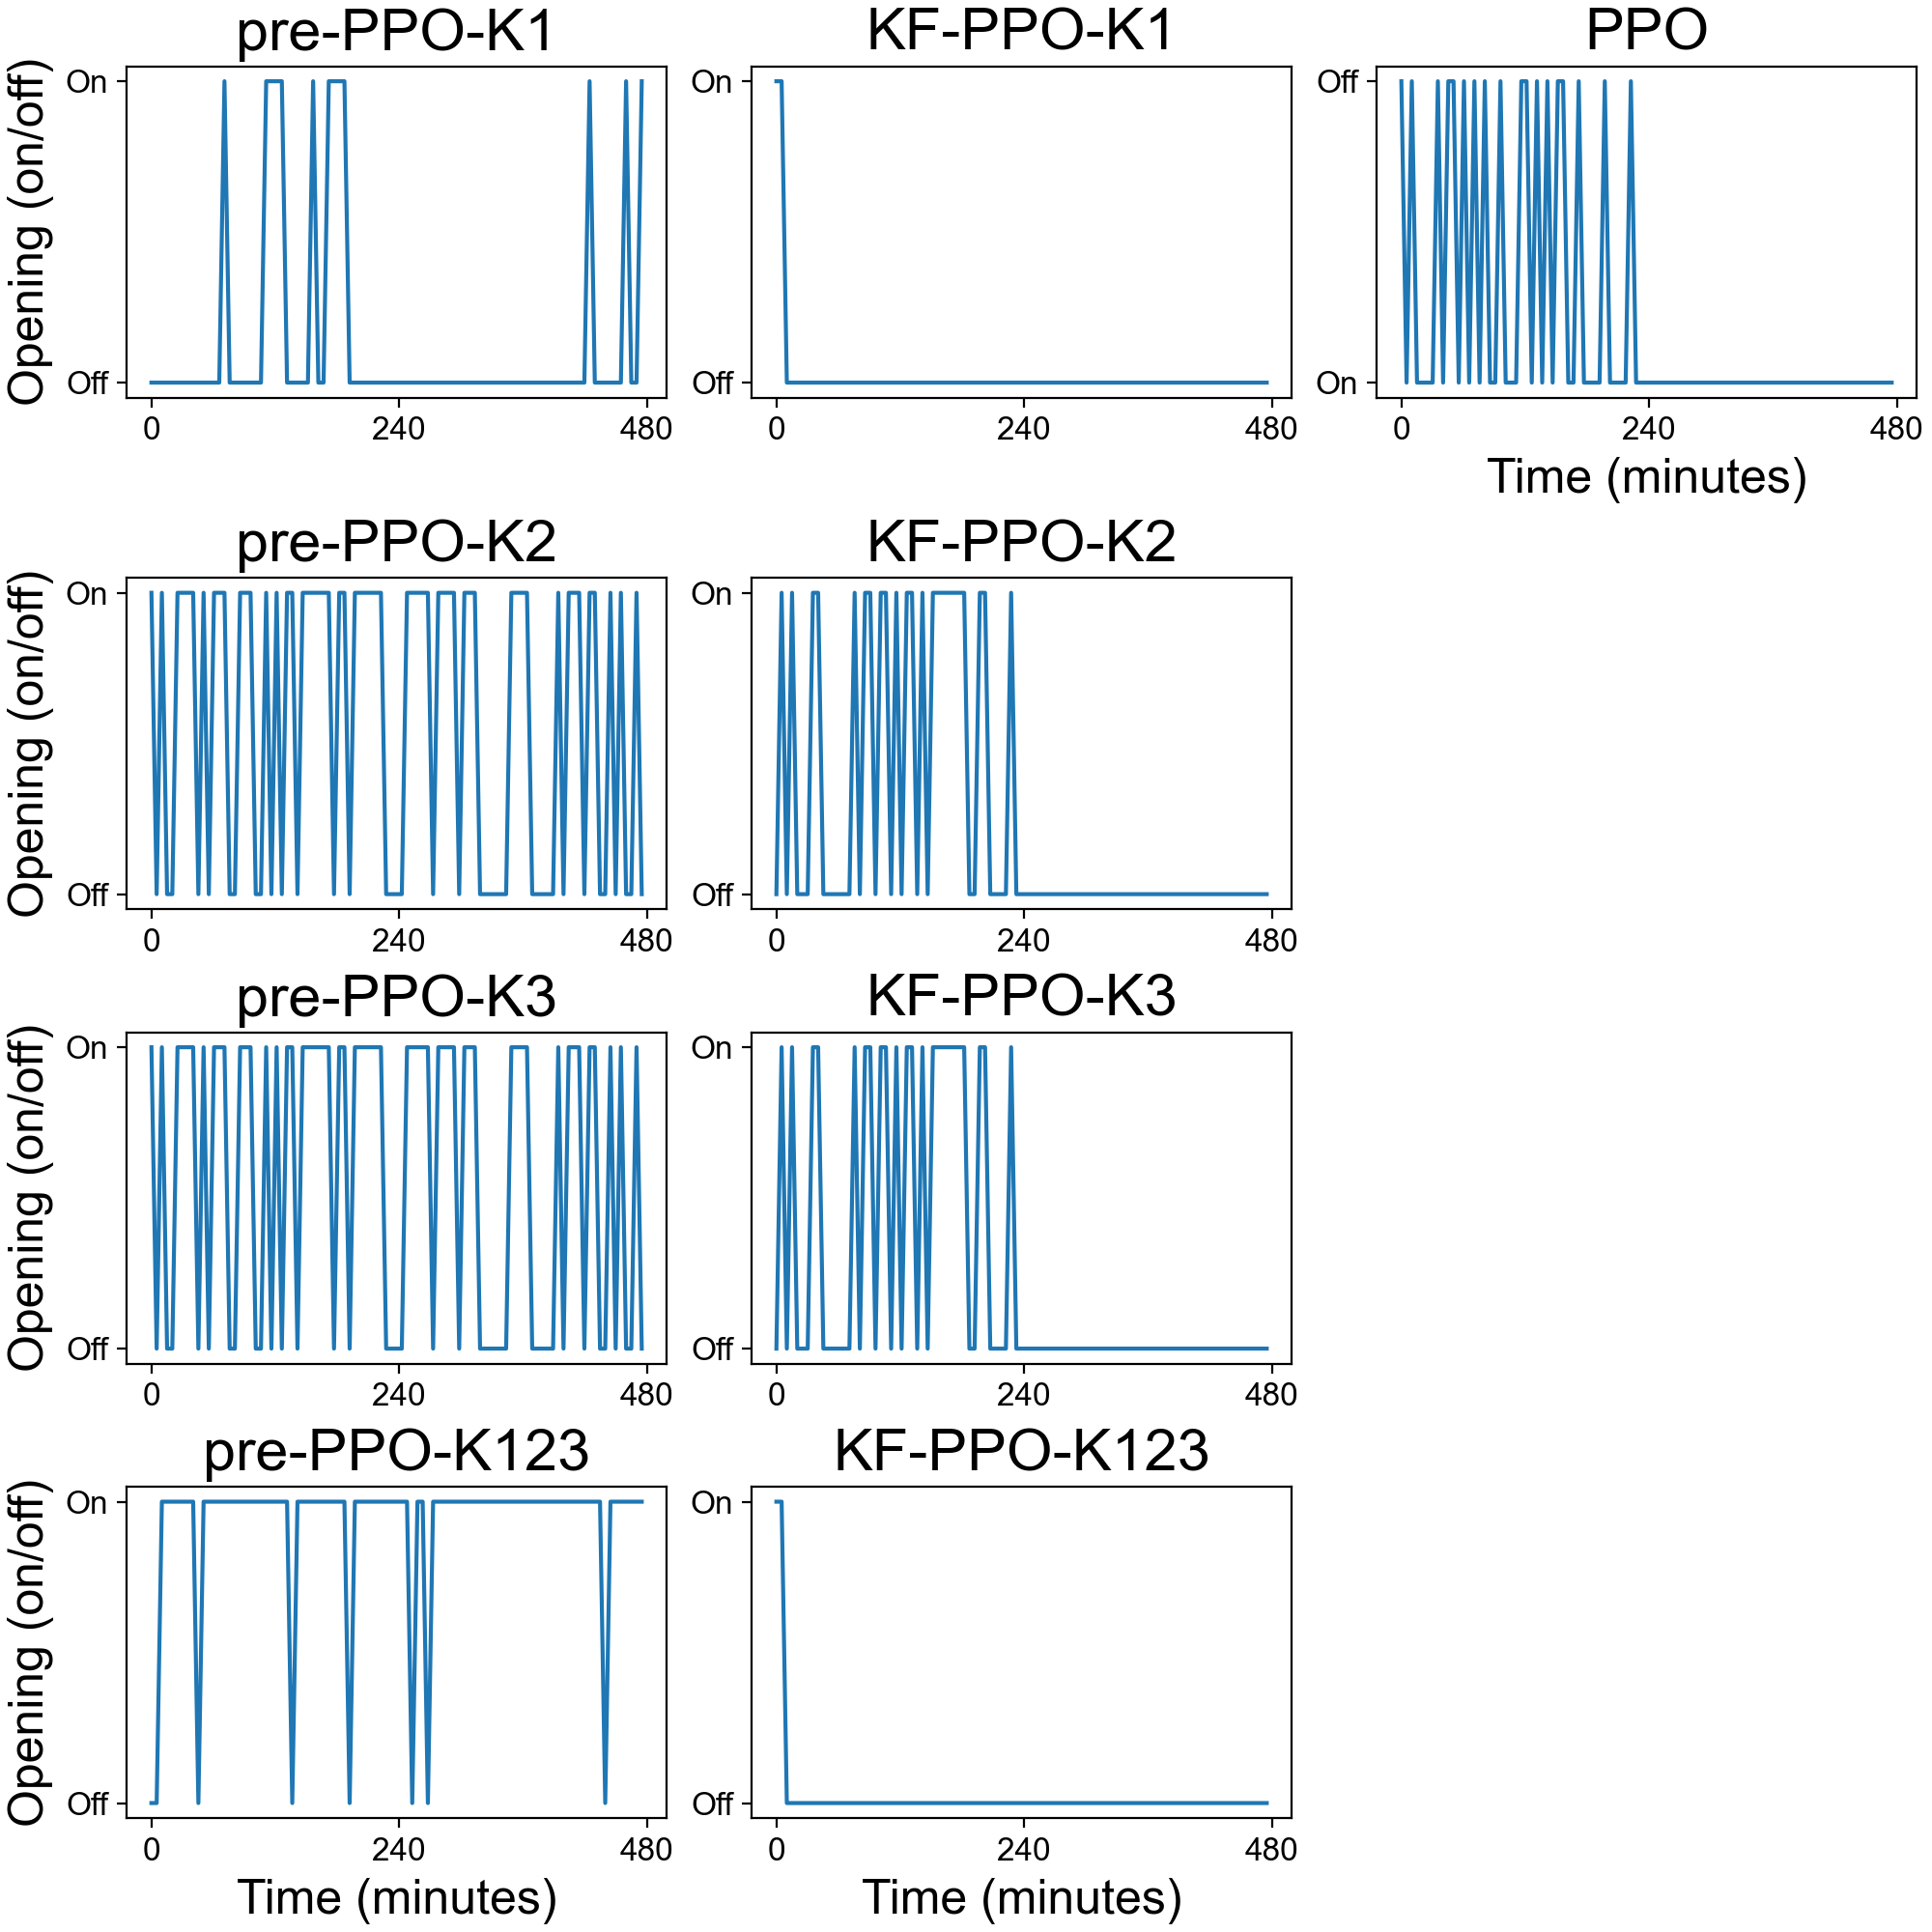 pre-PPO-K1
KF-PPO-K1
PPO
Opening (on/off)
On
Off
0 240 480
On
Off
0 240 480
Off
On
0 240 480
Time (minutes)
pre-PPO-K2
KF-PPO-K2
Opening (on/off)
On
Off
0 240 480
On
Off
0 240 480
pre-PPO-K3
KF-PPO-K3
Opening (on/off)
On
Off
0 240 480
On
Off
0 240 480
pre-PPO-K123
KF-PPO-K123
Opening (on/off)
On
Off
0 240 480
Time (minutes)
On
Off
0 240 480
Time (minutes)